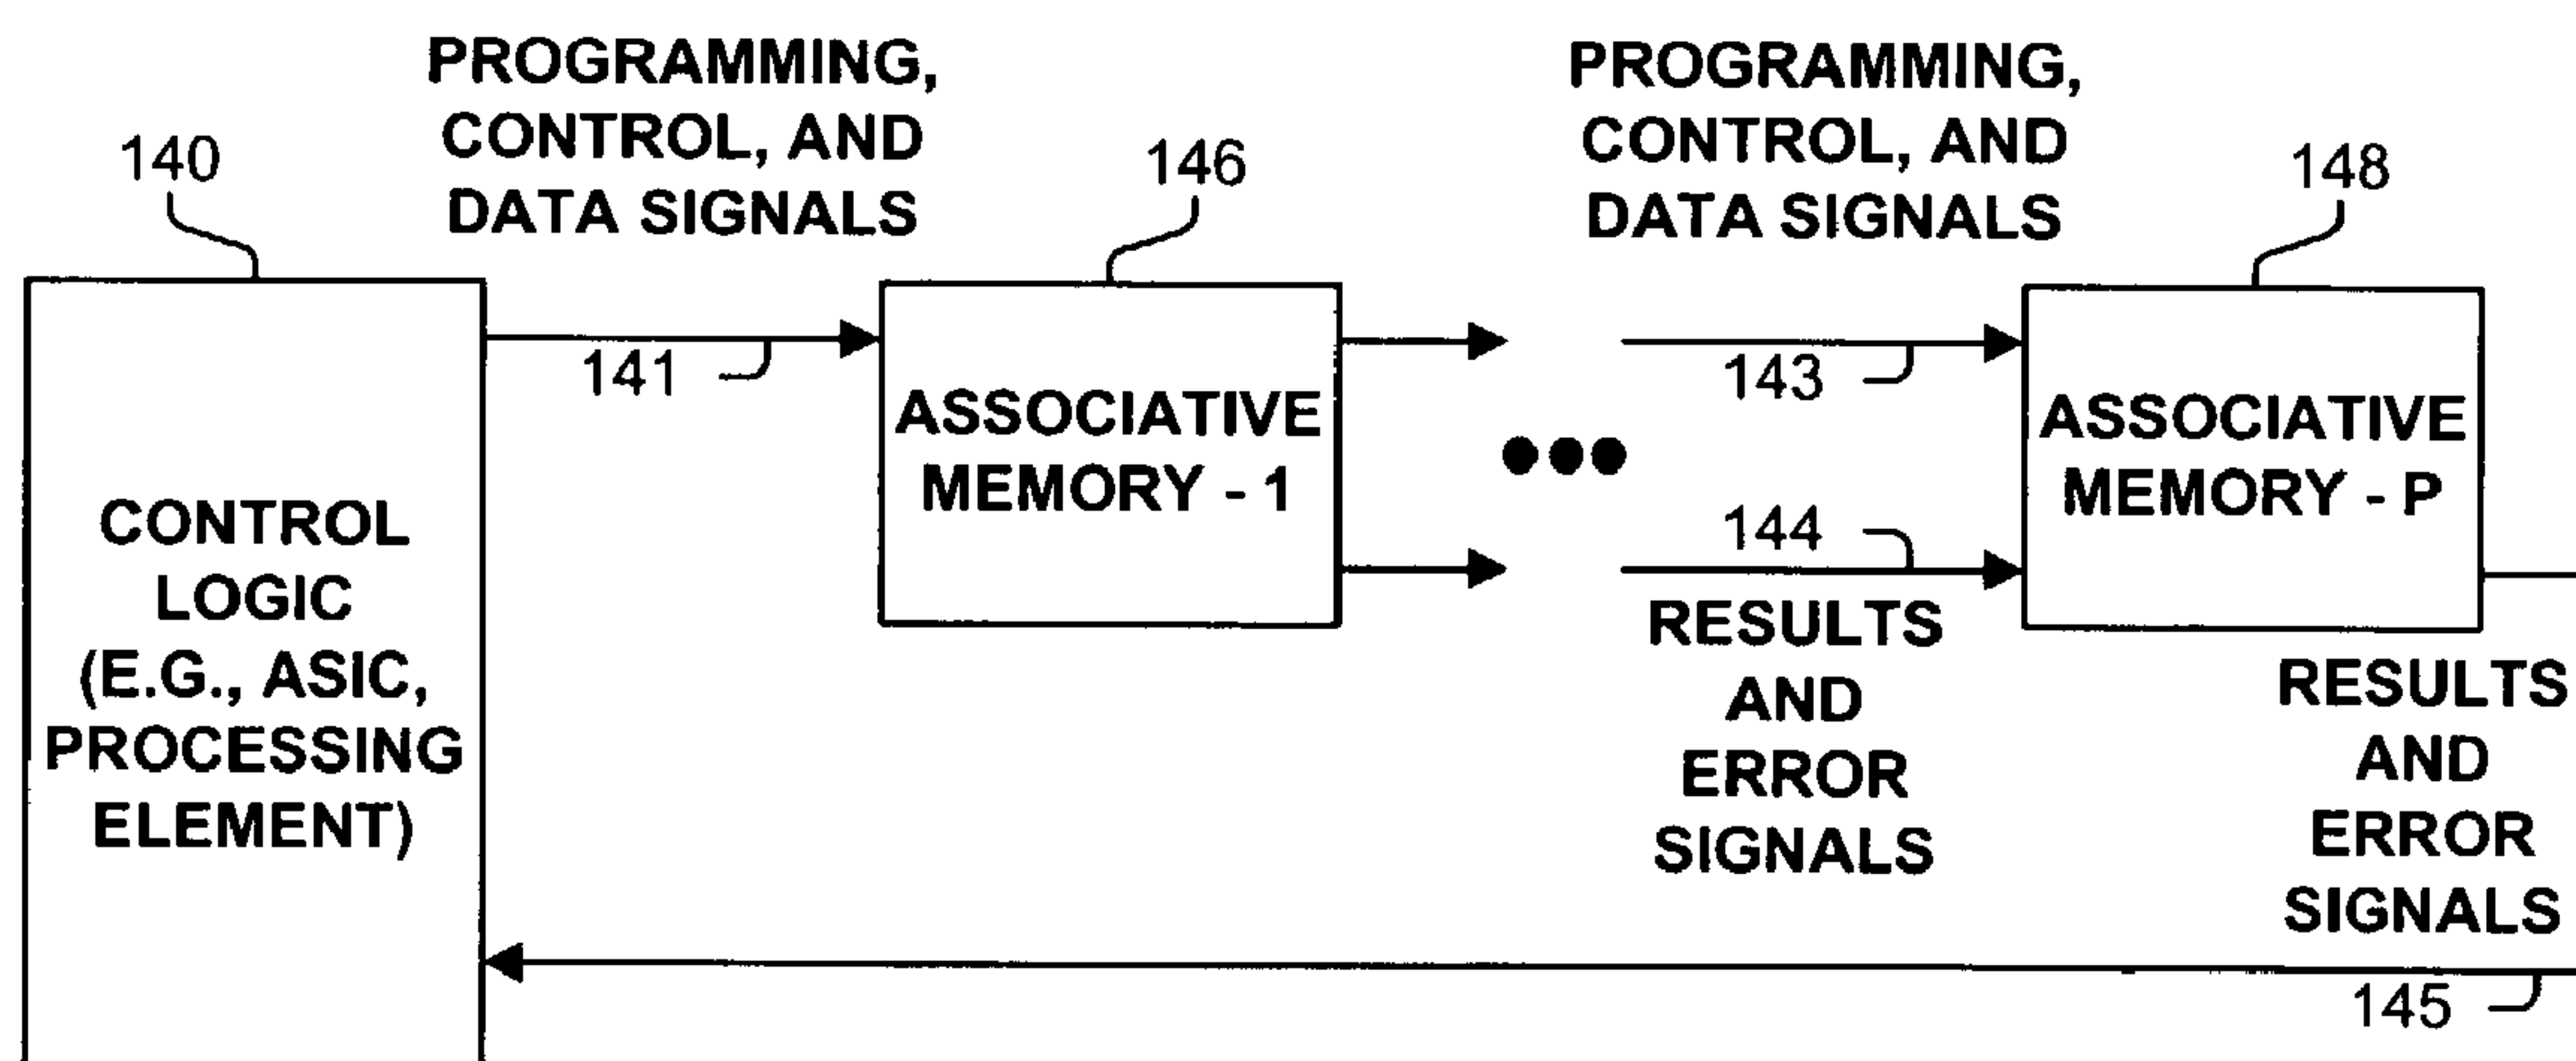 PROGRAMMING,
CONTROL, AND
DATA SIGNALS
PROGRAMMING,
CONTROL, AND
DATA SIGNALS
140
146
148
141
143
ASSOCIATIVE
MEMORY - 1
ASSOCIATIVE
MEMORY - P
144
CONTROL
LOGIC
(E.G., ASIC,
PROCESSING
ELEMENT)
RESULTS
AND
ERROR
SIGNALS
RESULTS
AND
ERROR
SIGNALS
145